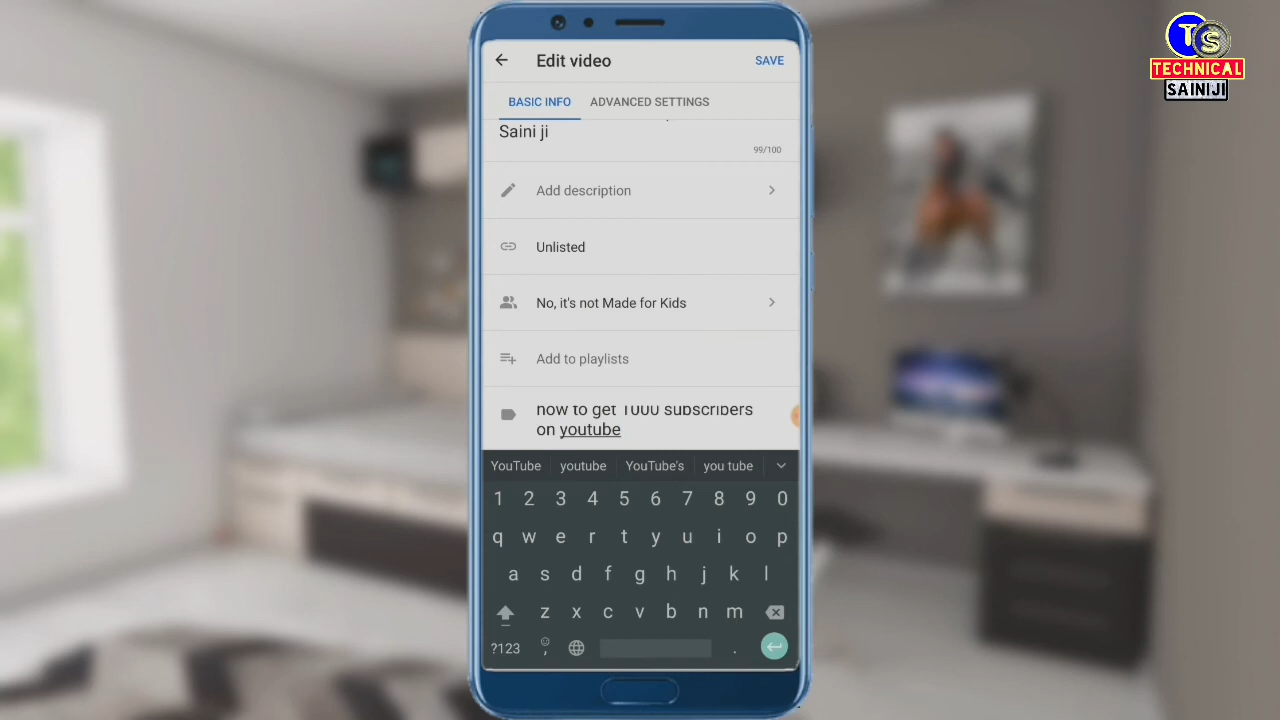 TS
TECHNICAL
SAINIJI
Edit video
SAVE
BASIC INFO
ADVANCED SETTINGS
Saini ji
99/100
Add description
Unlisted
No, it's not Made for Kids
Add to playlists
how to get 1000 subscribers
on youtube
YouTube youtube YouTube's you tube
1 2 3 4 5 6 7 8 9 0
q w e r t y u i o p
a s d f g h j k l
z x c v b n m
?123 , .